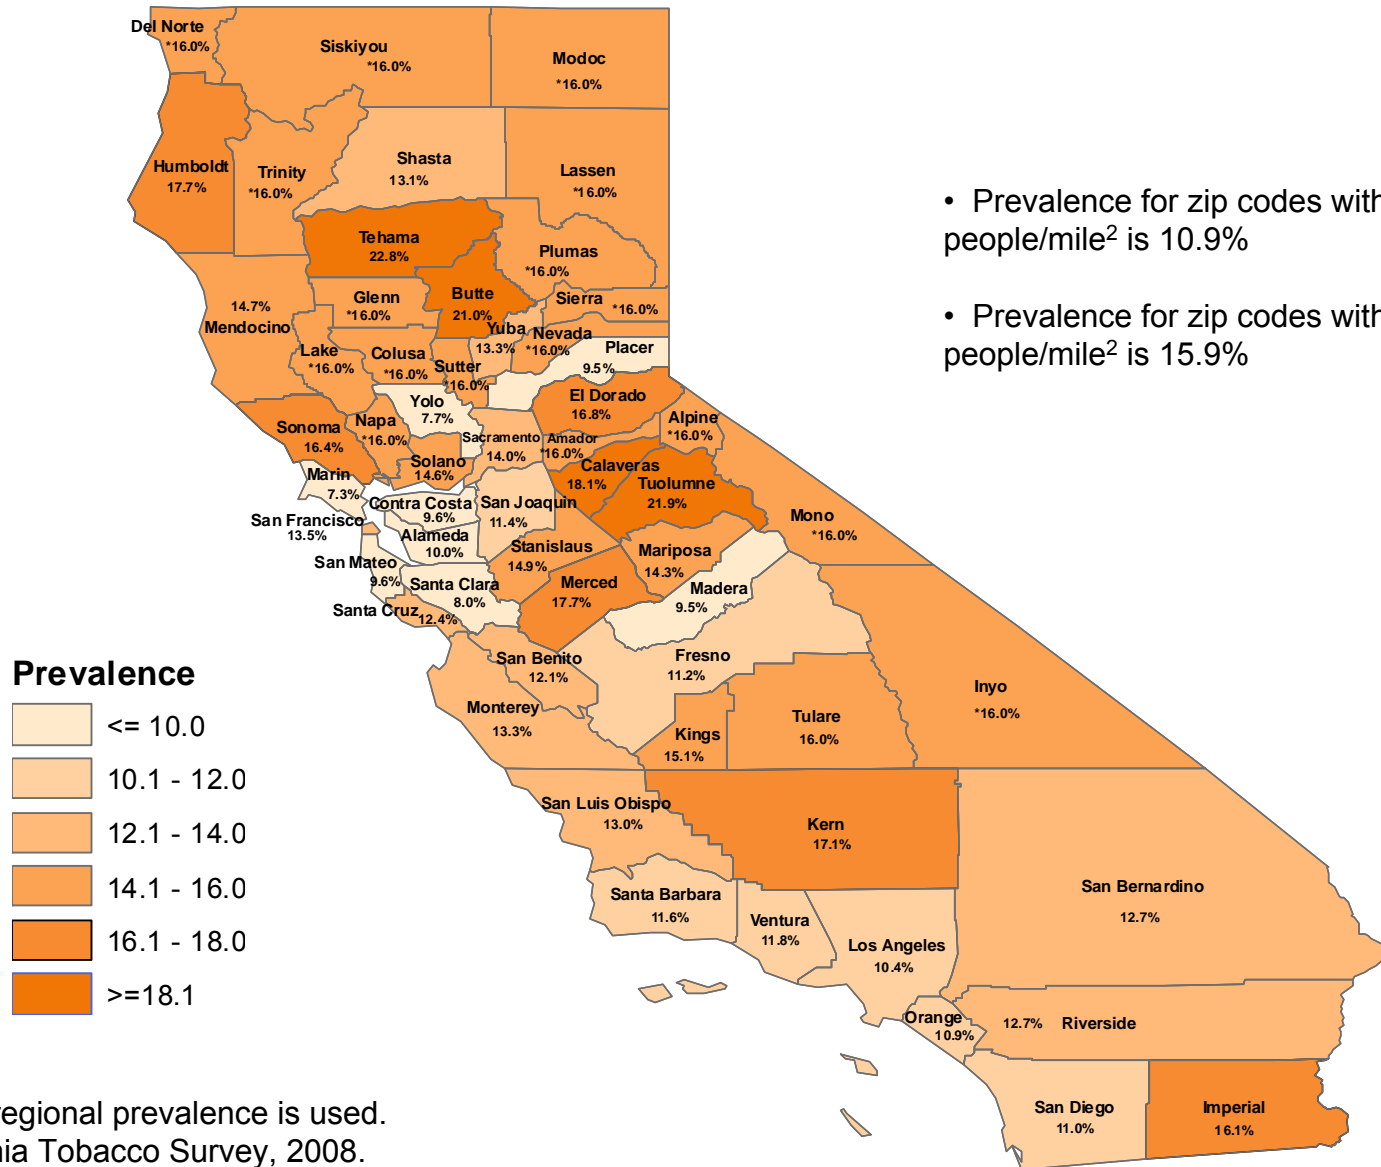 Del Norte
*16.0%
Siskiyou
*16.0%
Modoc
*16.0%
Humboldt
17.7%
Trinity
*16.0%
Shasta
13.1%
Lassen
*16.0%
• Prevalence for zip codes with
people/mile² is 10.9%
• Prevalence for zip codes with
people/mile² is 15.9%
Tehama
22.8%
Plumas
*16.0%
14.7%
Mendocino
Glenn
*16.0%
Butte
21.0%
Sierra
*16.0%
Yuba
13.3%
Nevada
*16.0%
Placer
9.5%
Lake
*16.0%
Colusa
*16.0%
Sutter
*16.0%
El Dorado
16.8%
Yolo
7.7%
Alpine
*16.0%
Sonoma
16.4%
Napa
*16.0%
Sacramento
14.0%
Amador
*16.0%
Solano
14.6%
Calaveras
18.1%
Tuolumne
21.9%
Marin
7.3%
Contra Costa
9.6%
San Joaquin
11.4%
Mono
*16.0%
San Francisco
13.5%
Alameda
10.0%
Stanislaus
14.9%
Mariposa
14.3%
San Mateo
9.6%
Santa Clara
8.0%
Merced
17.7%
Madera
9.5%
Santa Cruz
12.4%
San Benito
12.1%
Fresno
11.2%
Inyo
*16.0%
Monterey
13.3%
Kings
15.1%
Tulare
16.0%
Prevalence
<= 10.0
10.1 - 12.0
12.1 - 14.0
14.1 - 16.0
16.1 - 18.0
>=18.1
San Luis Obispo
13.0%
Kern
17.1%
San Bernardino
12.7%
Santa Barbara
11.6%
Ventura
11.8%
Los Angeles
10.4%
Orange
10.9%
12.7% Riverside
San Diego
11.0%
Imperial
16.1%
regional prevalence is used.
nia Tobacco Survey, 2008.